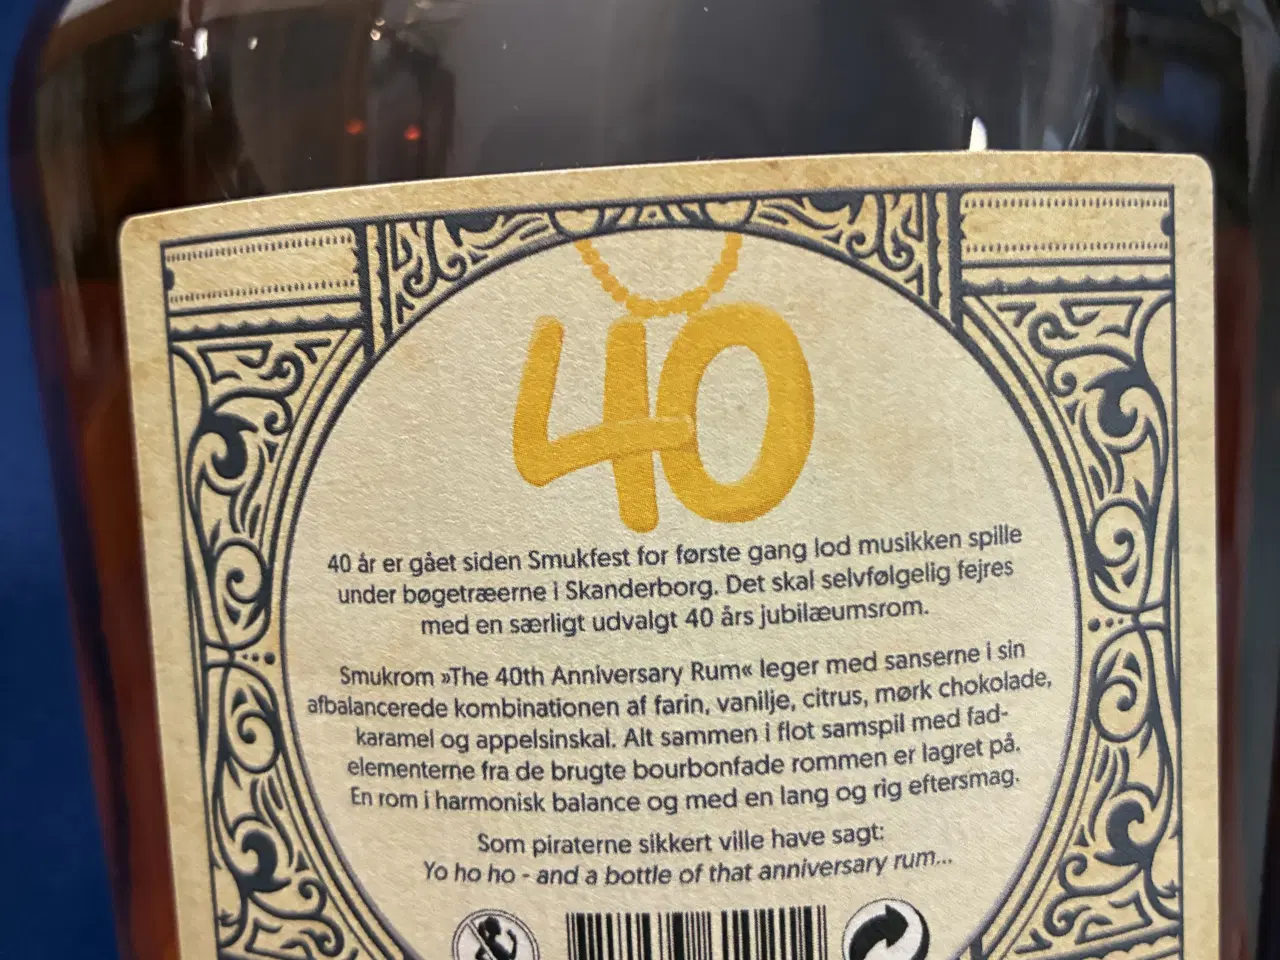 40
40 år er gået siden Smukfest for første gang lod musikken spille
under bøgetræerne i Skanderborg. Det skal selvfølgelig fejres
med en særligt udvalgt 40 års jubilæumsrom.
Smukrom »The 40th Anniversary Rum« leger med sanserne i sin
afbalancerede kombinationen af farin, vanilje, citrus, mørk chokolade,
karamel og appelsinskal. Alt sammen i flot samspil med fad-
elementerne fra de brugte bourbonfade rommen er lagret på.
En rom i harmonisk balance og med en lang og rig eftersmag.
Som piraterne sikkert ville have sagt:
Yo ho ho - and a bottle of that anniversary rum...